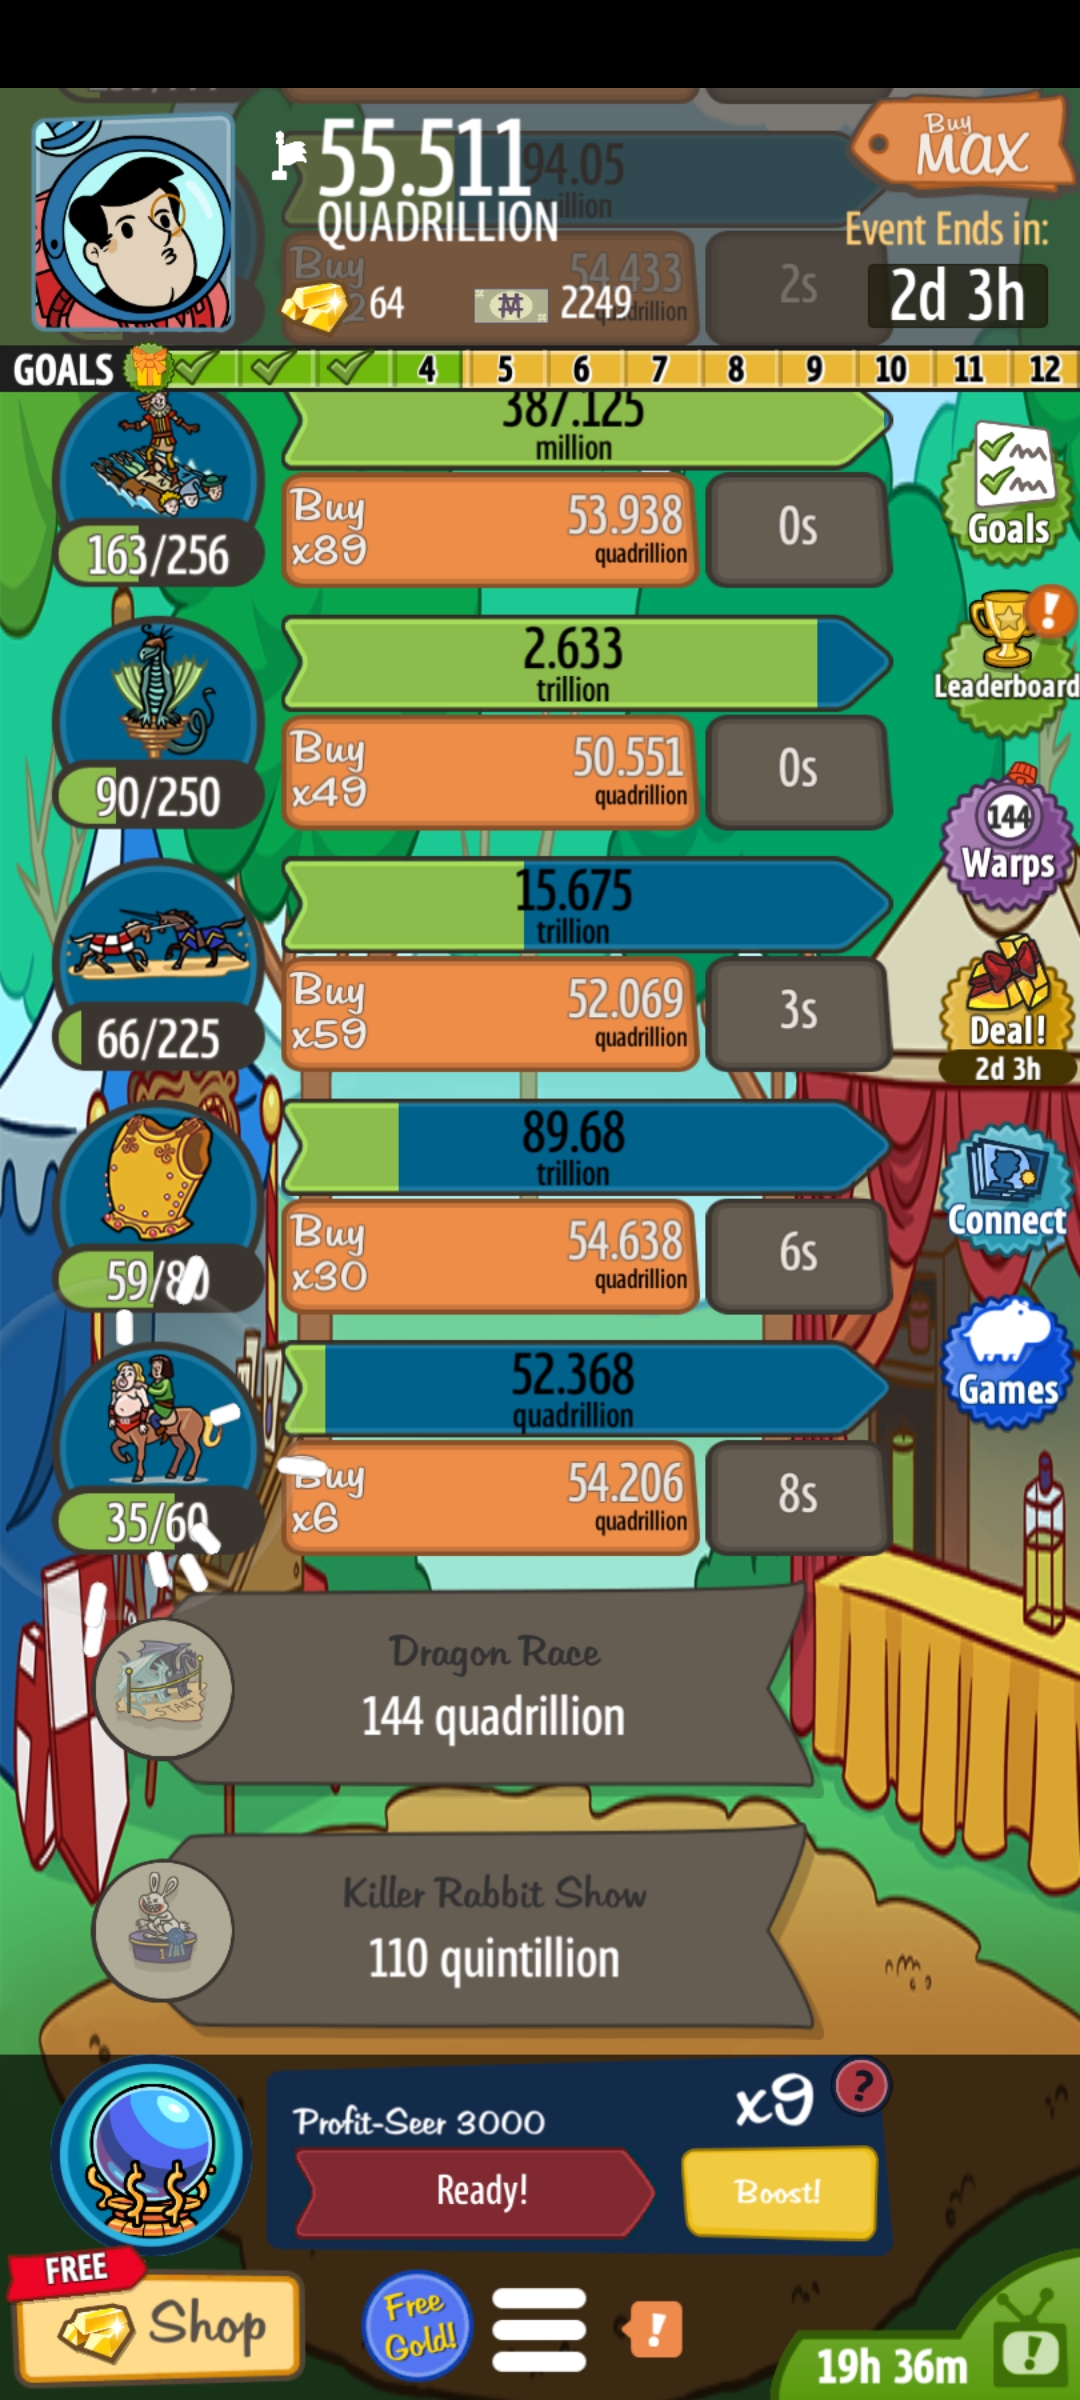 55.511
QUADRILLION
94.05
Buy
MAX
Event Ends in:
2d 3h
Buy
54.433
2s
64
2249
GOALS
4
5
6
7
8
9
10
11
12
387.125
million
Buy
x89
53.938
quadrillion
0s
163/256
Goals
2.633
trillion
Leaderboard
Buy
x49
50.551
quadrillion
0s
90/250
144
Warps
15.675
trillion
Buy
x59
52.069
quadrillion
3s
66/225
Deal!
2d 3h
89.68
trillion
Buy
x30
54.638
quadrillion
6s
59/80
Connect
52.368
quadrillion
Buy
x6
54.206
quadrillion
8s
35/60
Games
Dragon Race
144 quadrillion
START
Killer Rabbit Show
110 quintillion
1
Profit-Seer 3000
x9
?
Ready!
Boost!
FREE
Shop
Free
Gold!
!
19h 36m
!